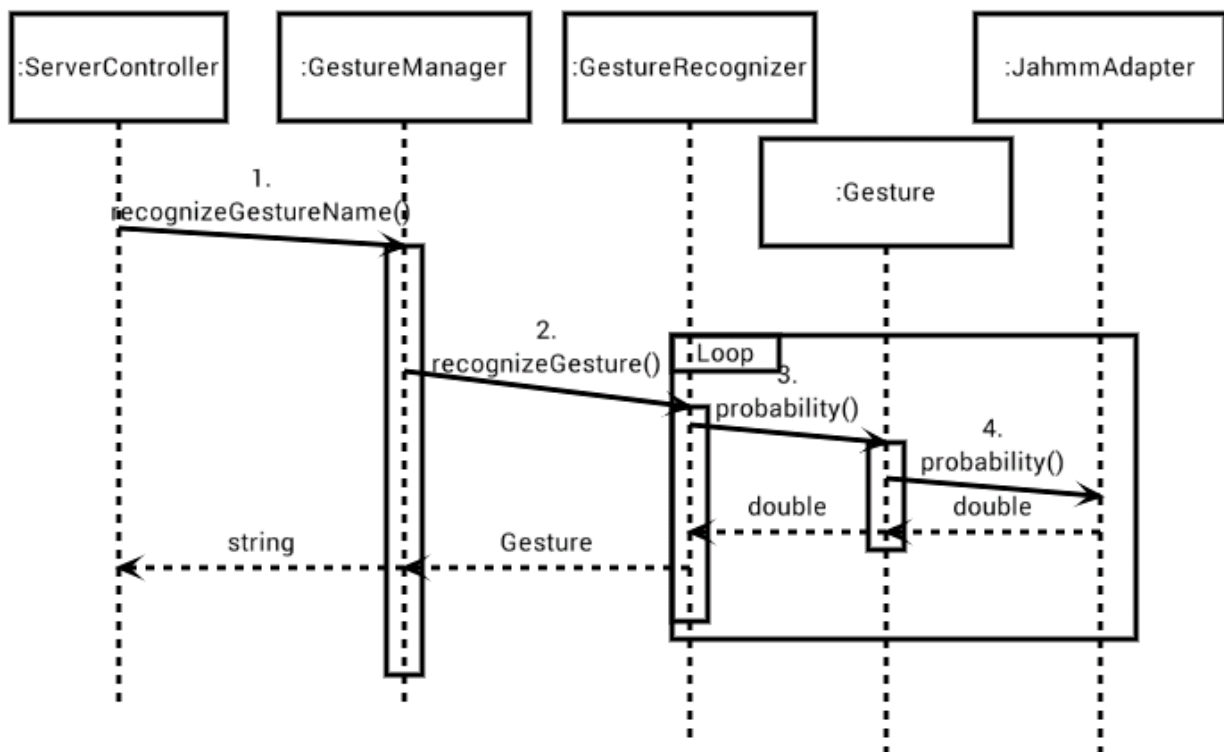 :ServerController
:GestureManager
:GestureRecognizer
:JahmmAdapter
:Gesture
1.
recognizeGestureName()
2.
recognizeGesture()
Loop
3.
probability()
4.
probability()
double
double
string
Gesture